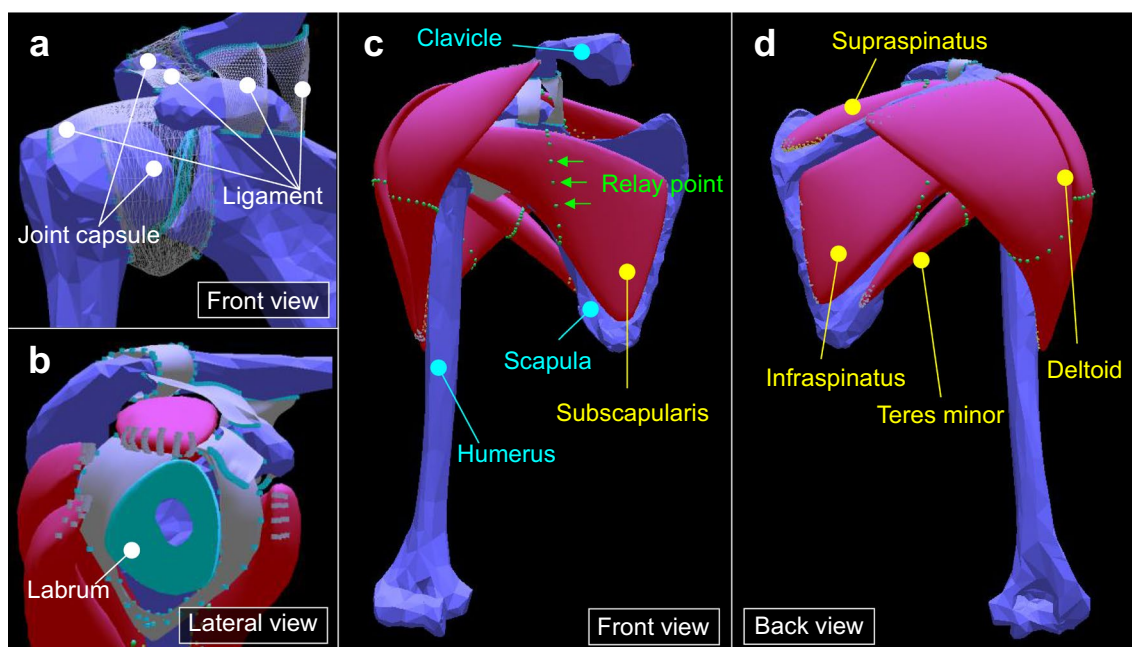 a
Ligament
Joint capsule
Front view
b
Labrum
Lateral view
c
Clavicle
Relay point
Scapula
Subscapularis
Humerus
Front view
d
Supraspinatus
Infraspinatus
Teres minor
Deltoid
Back view